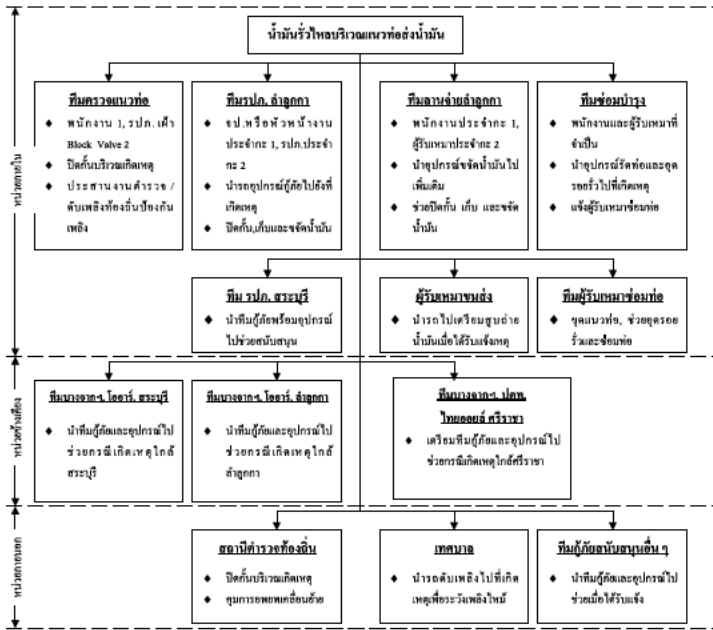 น้ำมันรั่วไหลบริเวณแนวท่อส่งน้ำมัน
หน่วยภายใน
ทีมตรวจแนวท่อ
◆ พนักงาน 1, รปภ. เฝ้า
Block Valve 2
◆ ปิดกั้นบริเวณเกิดเหตุ
◆ ประสานงานตำรวจ /
ดับเพลิงท้องถิ่นป้องกัน
เพลิง
ทีมรปภ. ลำลูกกา
◆ จป.หรือหัวหน้างาน
ประจำกะ 1, รปภ.ประจำ
กะ 2
◆ นำรถอุปกรณ์กู้ภัยไปยังที่
เกิดเหตุ
◆ ปิดกั้น,เก็บและขจัดน้ำมัน
ทีมลานจ่ายลำลูกกา
◆ พนักงานประจำกะ 1,
ผู้รับเหมาประจำกะ 2
◆ นำอุปกรณ์ขจัดน้ำมันไป
เพิ่มเติม
◆ ช่วยปิดกั้น เก็บ และขจัด
น้ำมัน
ทีมซ่อมบำรุง
◆ พนักงานและผู้รับเหมาที่
จำเป็น
◆ นำอุปกรณ์รัดท่อและอุด
รอยรั่วไปที่เกิดเหตุ
◆ แจ้งผู้รับเหมาซ่อมท่อ
ทีม รปภ. สระบุรี
◆ นำทีมกู้ภัยพร้อมอุปกรณ์
ไปช่วยสนับสนุน
ผู้รับเหมาขนส่ง
◆ นำรถไปเตรียมสูบถ่าย
น้ำมันเมื่อได้รับแจ้งเหตุ
ทีมผู้รับเหมาซ่อมท่อ
◆ ขุดแนวท่อ, ช่วยอุดรอย
รั่วและซ่อมท่อ
หน่วยข้างเคียง
ทีมบางจากฯ, โออาร์, สระบุรี
◆ นำทีมกู้ภัยและอุปกรณ์ไป
ช่วยกรณีเกิดเหตุใกล้
สระบุรี
ทีมบางจากฯ, โออาร์, ลำลูกกา
◆ นำทีมกู้ภัยและอุปกรณ์ไป
ช่วยกรณีเกิดเหตุใกล้
ลำลูกกา
ทีมบางจากฯ, ปตท,
ไทยออยล์ ศรีราชา
◆ เตรียมทีมกู้ภัยและอุปกรณ์ไป
ช่วยกรณีเกิดเหตุใกล้ศรีราชา
หน่วยภายนอก
สถานีตำรวจท้องถิ่น
◆ ปิดกั้นบริเวณเกิดเหตุ
◆ คุมการอพยพเคลื่อนย้าย
เทศบาล
◆ นำรถดับเพลิงไปที่เกิด
เหตุเพื่อระวังเพลิงไหม้
ทีมกู้ภัยสนับสนุนอื่น ๆ
◆ นำทีมกู้ภัยและอุปกรณ์ไป
ช่วยเมื่อได้รับแจ้ง